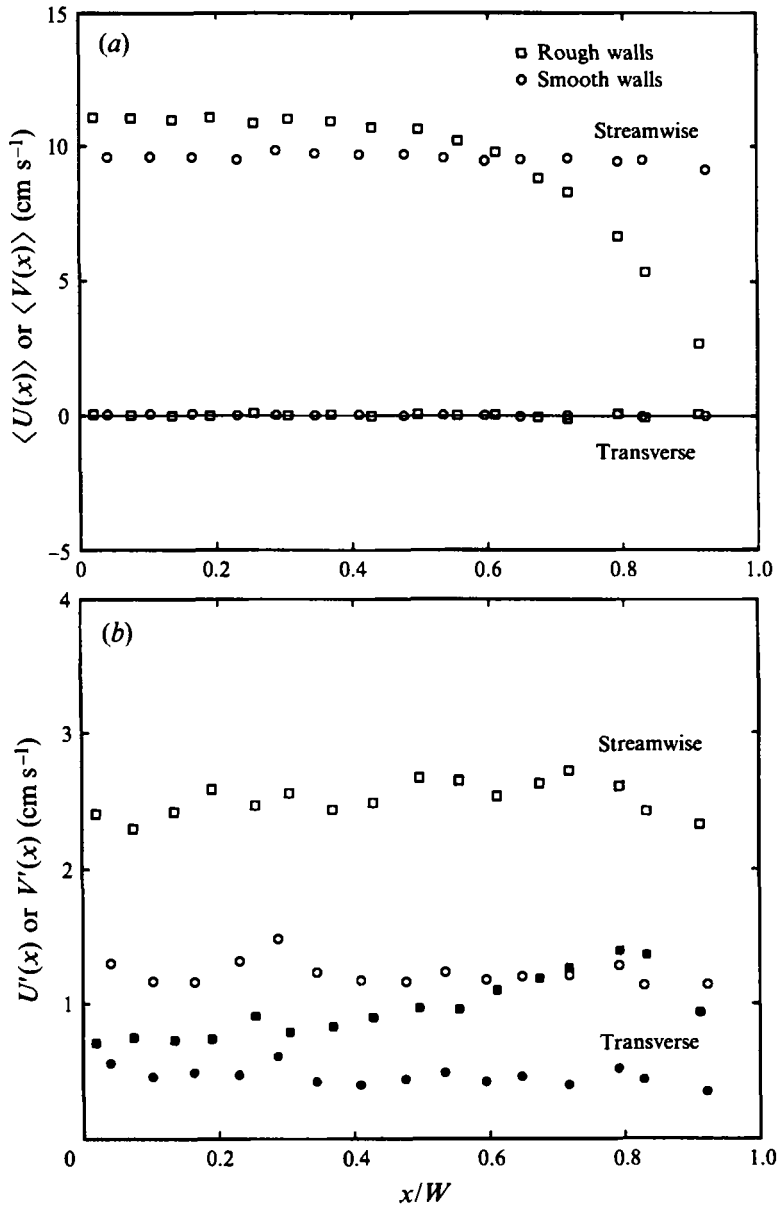 15
(a)
Rough walls
Smooth walls
Streamwise
10
5
0
Transverse
−5
⟨U(x)⟩ or ⟨V(x)⟩ (cm s⁻¹)
0 0.2 0.4 0.6 0.8 1.0
4
(b)
3
Streamwise
2
1
Transverse
0
U′(x) or V′(x) (cm s⁻¹)
0 0.2 0.4 0.6 0.8 1.0
x/W